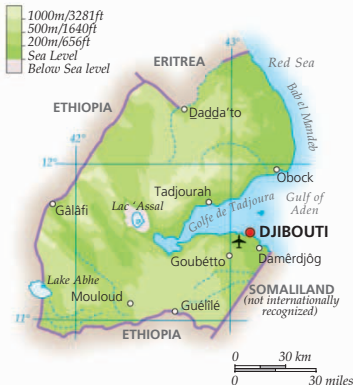 1000m/3281ft
500m/1640ft
200m/656ft
Sea Level
Below Sea level
43°
ERITREA
Red Sea
ETHIOPIA
Dadda'to
Bab el Mandeb
42°
12°
Obock
Tadjourah
Lac 'Assal
Golfe de Tadjoura
Gulf of
Aden
Gâlâfi
DJIBOUTI
Goubétto
Damêrdjôg
Lake Abhe
SOMALILAND
(not internationally
recognized)
Mouloud
Guélîlé
11°
ETHIOPIA
0 30 km
0 30 miles